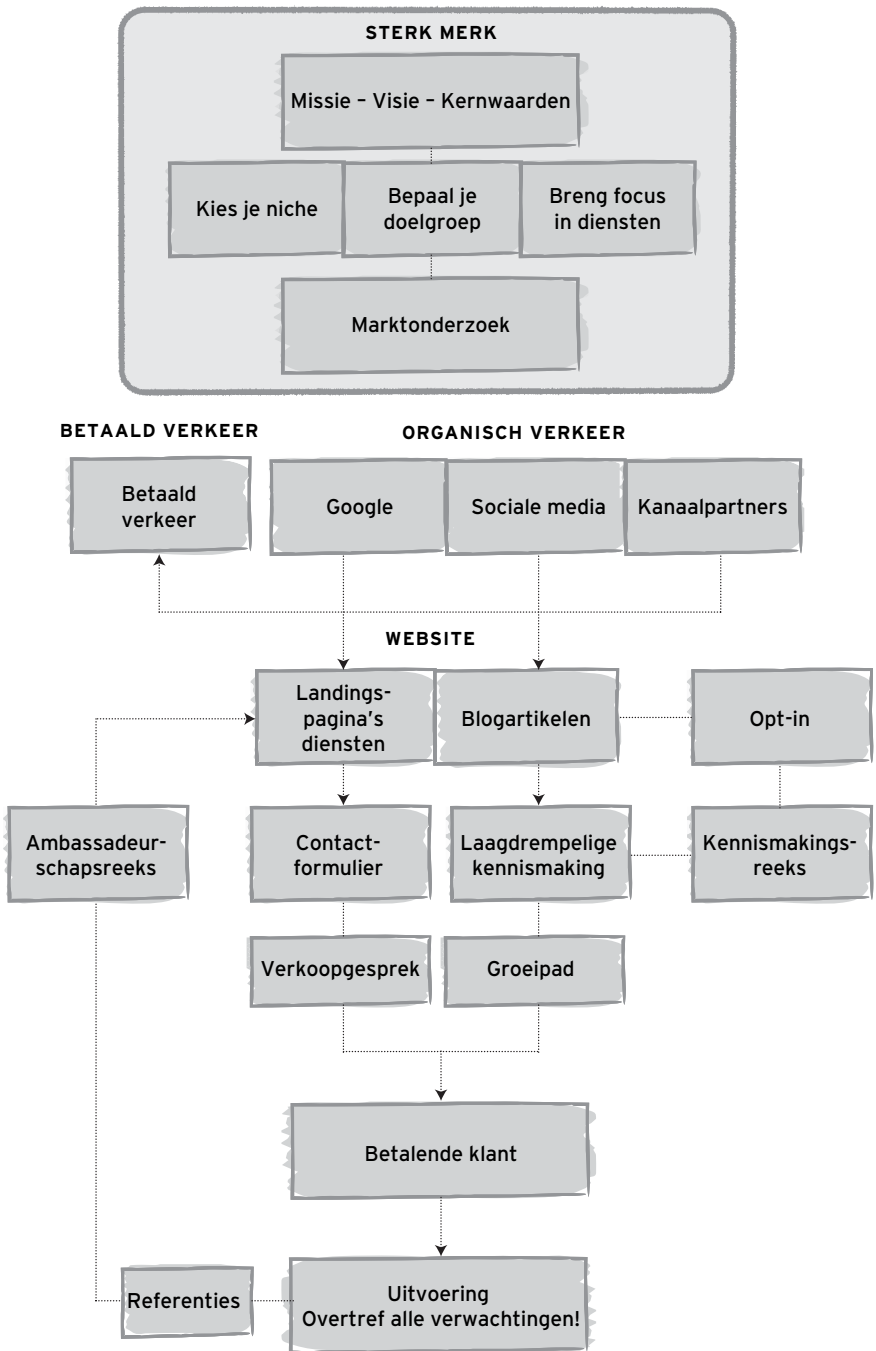 STERK MERK
Missie – Visie – Kernwaarden
Kies je niche
Bepaal je
doelgroep
Breng focus
in diensten
Marktonderzoek
BETAALD VERKEER
ORGANISCH VERKEER
Betaald
verkeer
Google
Sociale media
Kanaalpartners
WEBSITE
Landings-
pagina's
diensten
Blogartikelen
Opt-in
Ambassadeur-
schapsreeks
Contact-
formulier
Laagdrempelige
kennismaking
Kennismakings-
reeks
Verkoopgesprek
Groeipad
Betalende klant
Referenties
Uitvoering
Overtref alle verwachtingen!